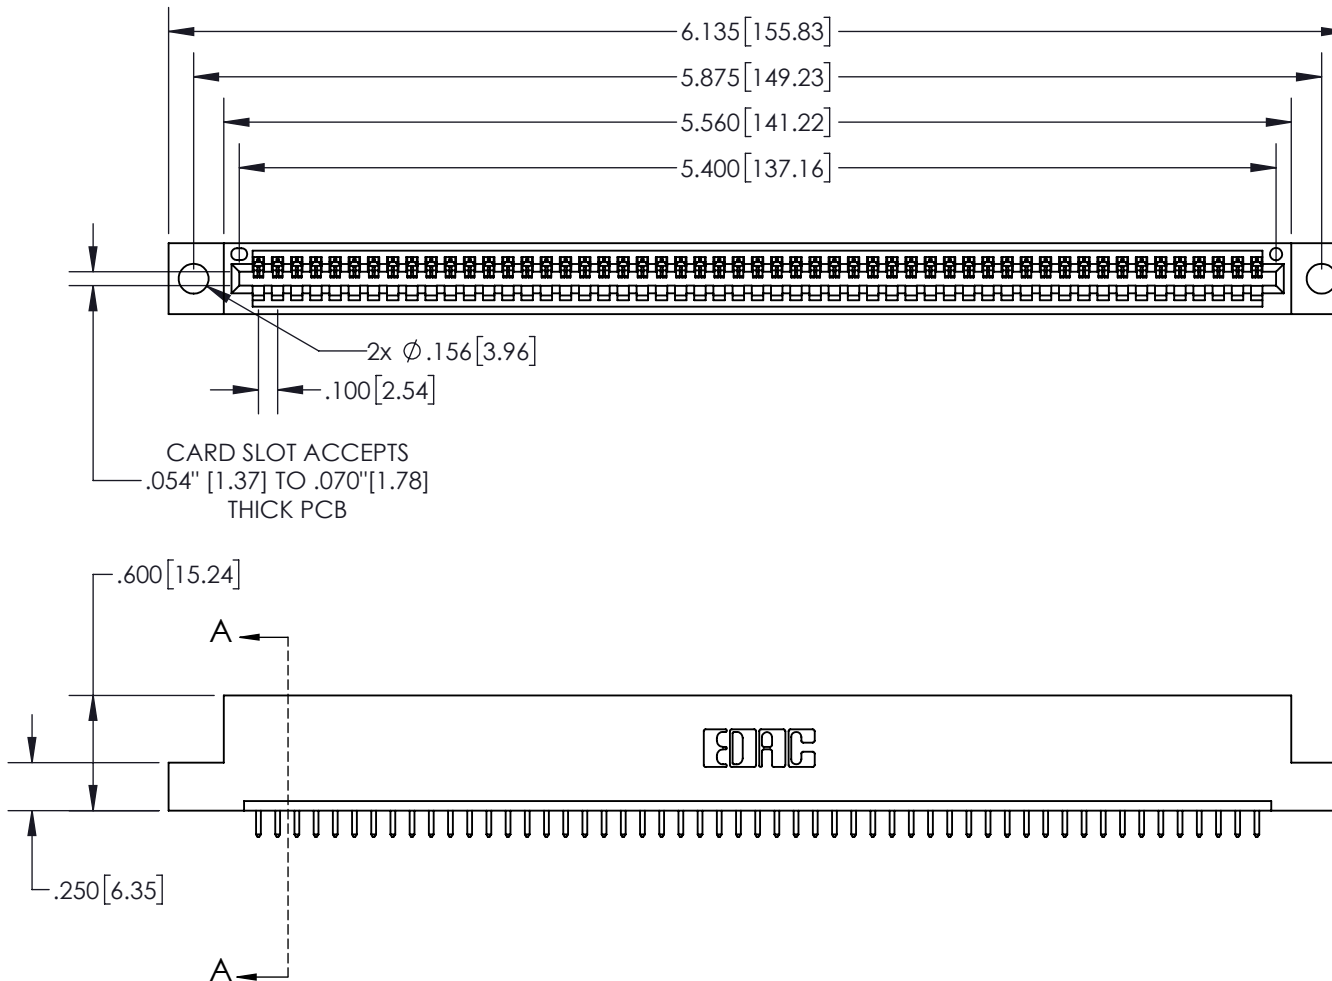 6.135[155.83]
5.875[149.23]
5.560[141.22]
5.400[137.16]
2x Ø.156[3.96]
.100[2.54]
CARD SLOT ACCEPTS
.054" [1.37] TO .070"[1.78]
THICK PCB
.600[15.24]
A
EDAC
.250[6.35]
A